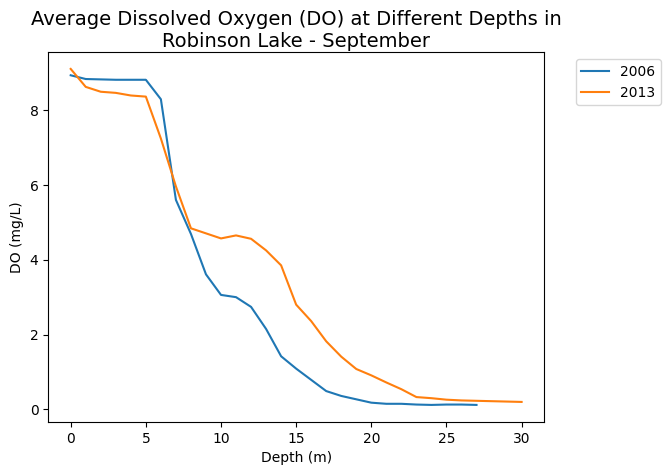 Average Dissolved Oxygen (DO) at Different Depths in
Robinson Lake - September
2006
2013
DO (mg/L)
8
6
4
2
0
0 5 10 15 20 25 30
Depth (m)